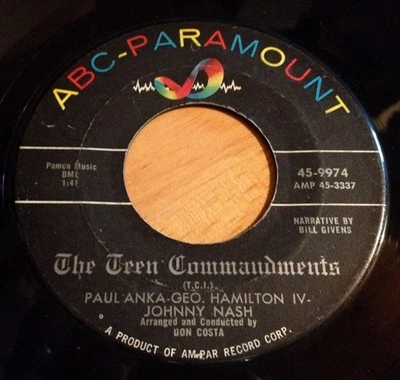 ABC-PARAMOUNT
Pamco Music
BMI
1:41
45-9974
AMP 45-3337
NARRATIVE BY
BILL GIVENS
The Teen Commandments
(T.C.I.)
PAUL ANKA-GEO. HAMILTON IV-
JOHNNY NASH
Arranged and Conducted by
DON COSTA
A PRODUCT OF AM-PAR RECORD CORP.